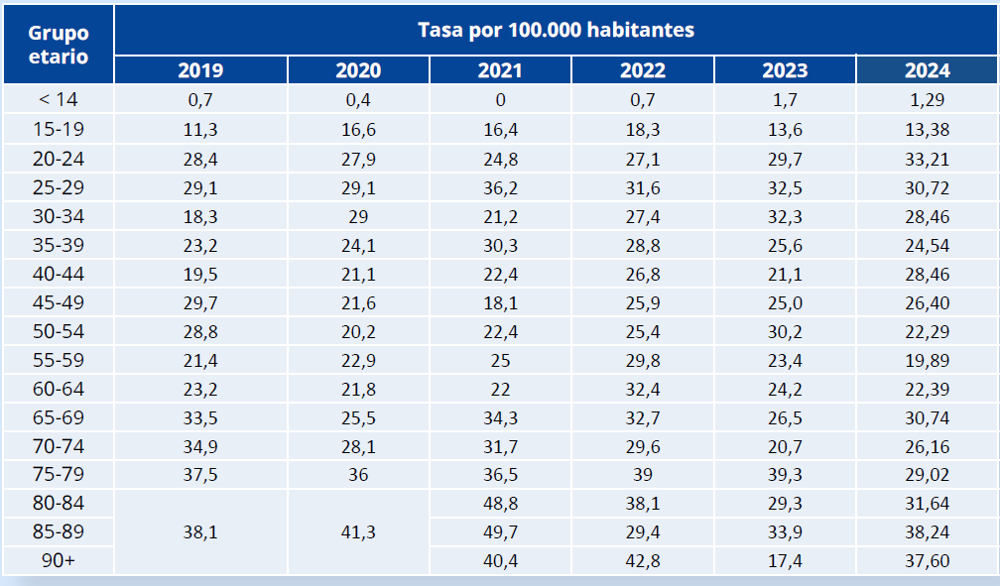 Grupo etario Tasa por 100.000 habitantes
2019 2020 2021 2022 2023 2024
< 14 0,7 0,4 0 0,7 1,7 1,29
15-19 11,3 16,6 16,4 18,3 13,6 13,38
20-24 28,4 27,9 24,8 27,1 29,7 33,21
25-29 29,1 29,1 36,2 31,6 32,5 30,72
30-34 18,3 29 21,2 27,4 32,3 28,46
35-39 23,2 24,1 30,3 28,8 25,6 24,54
40-44 19,5 21,1 22,4 26,8 21,1 28,46
45-49 29,7 21,6 18,1 25,9 25,0 26,40
50-54 28,8 20,2 22,4 25,4 30,2 22,29
55-59 21,4 22,9 25 29,8 23,4 19,89
60-64 23,2 21,8 22 32,4 24,2 22,39
65-69 33,5 25,5 34,3 32,7 26,5 30,74
70-74 34,9 28,1 31,7 29,6 20,7 26,16
75-79 37,5 36 36,5 39 39,3 29,02
80-84 48,8 38,1 29,3 31,64
85-89 38,1 41,3 49,7 29,4 33,9 38,24
90+ 40,4 42,8 17,4 37,60